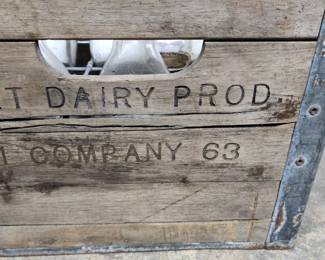 T DAIRY PROD.
COMPANY 63